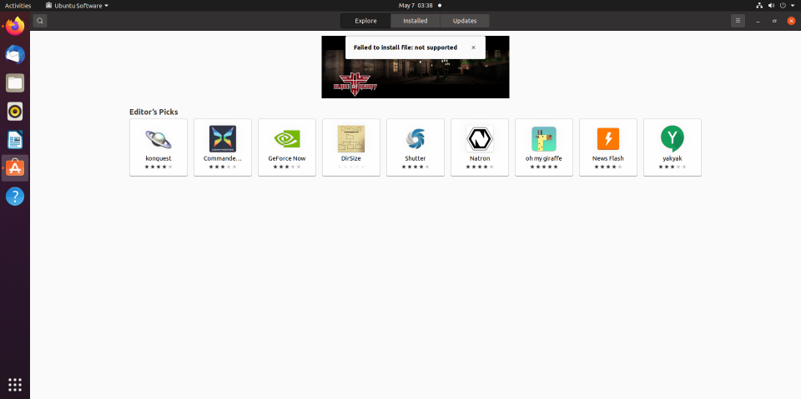 Activities
Ubuntu Software
May 7 03:38
Explore
Installed
Updates
Failed to install file: not supported
Editor's Picks
konquest
Commande...
GeForce Now
DirSize
Shutter
Natron
oh my giraffe
News Flash
yakyak